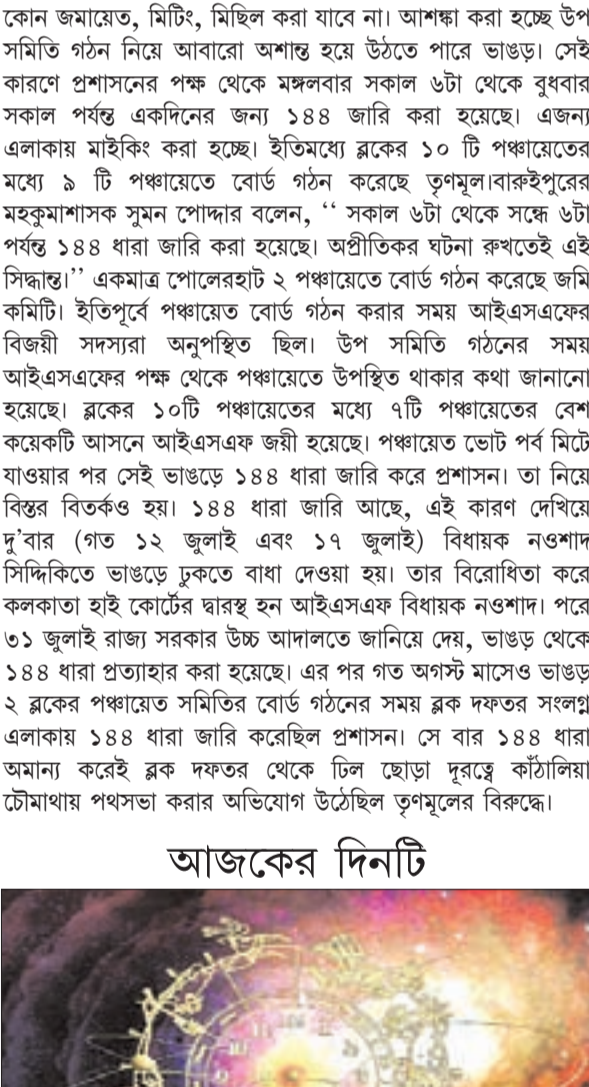 কোন জমায়েত, মিটিং, মিছিল করা যাবে না। আশঙ্কা করা হচ্ছে উপ
সমিতি গঠন নিয়ে আবারো অশান্ত হয়ে উঠতে পারে ভাঙড়। সেই
কারণে প্রশাসনের পক্ষ থেকে মঙ্গলবার সকাল ৬টা থেকে বুধবার
সকাল পর্যন্ত একদিনের জন্য ১৪৪ জারি করা হয়েছে। এজন্য
এলাকায় মাইকিং করা হচ্ছে। ইতিমধ্যে ব্লকের ১০ টি পঞ্চায়েতের
মধ্যে ৯ টি পঞ্চায়েতে বোর্ড গঠন করেছে তৃণমূল।বারুইপুরের
মহকুমাশাসক সুমন পোদ্দার বলেন, ‘‘ সকাল ৬টা থেকে সন্ধে ৬টা
পর্যন্ত ১৪৪ ধারা জারি করা হয়েছে। অপ্রীতিকর ঘটনা রুখতেই এই
সিদ্ধান্ত।’’ একমাত্র পোলেরহাট ২ পঞ্চায়েতে বোর্ড গঠন করেছে জমি
কমিটি। ইতিপূর্বে পঞ্চায়েত বোর্ড গঠন করার সময় আইএসএফের
বিজয়ী সদস্যরা অনুপস্থিত ছিল। উপ সমিতি গঠনের সময়
আইএসএফের পক্ষ থেকে পঞ্চায়েতে উপস্থিত থাকার কথা জানানো
হয়েছে। ব্লকের ১০টি পঞ্চায়েতের মধ্যে ৭টি পঞ্চায়েতের বেশ
কয়েকটি আসনে আইএসএফ জয়ী হয়েছে। পঞ্চায়েত ভোট পর্ব মিটে
যাওয়ার পর সেই ভাঙড়ে ১৪৪ ধারা জারি করে প্রশাসন। তা নিয়ে
বিস্তর বিতর্কও হয়। ১৪৪ ধারা জারি আছে, এই কারণ দেখিয়ে
দু’বার (গত ১২ জুলাই এবং ১৭ জুলাই) বিধায়ক নওশাদ
সিদ্দিকিতে ভাঙড়ে ঢুকতে বাধা দেওয়া হয়। তার বিরোধিতা করে
কলকাতা হাই কোর্টের দ্বারস্থ হন আইএসএফ বিধায়ক নওশাদ। পরে
৩১ জুলাই রাজ্য সরকার উচ্চ আদালতে জানিয়ে দেয়, ভাঙড় থেকে
১৪৪ ধারা প্রত্যাহার করা হয়েছে। এর পর গত অগস্ট মাসেও ভাঙড়
২ ব্লকের পঞ্চায়েত সমিতির বোর্ড গঠনের সময় ব্লক দফতর সংলগ্ন
এলাকায় ১৪৪ ধারা জারি করেছিল প্রশাসন। সে বার ১৪৪ ধারা
অমান্য করেই ব্লক দফতর থেকে ঢিল ছোড়া দূরত্বে কাঁঠালিয়া
চৌমাথায় পথসভা করার অভিযোগ উঠেছিল তৃণমূলের বিরুদ্ধে।
আজকের দিনটি